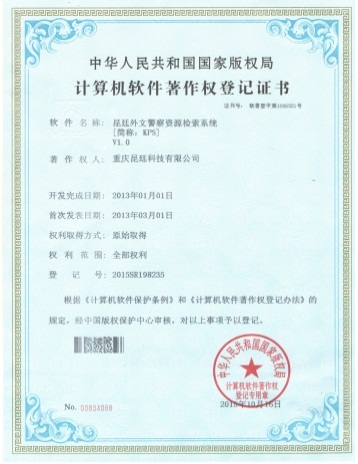 中华人民共和国国家版权局
计算机软件著作权登记证书
证书号：软著登字第1085321号
软件名称：昆廷外文警察资源检索系统
[简称：KPS]
V1.0
著作权人：重庆昆廷科技有限公司
开发完成日期：2013年01月01日
首次发表日期：2013年03月01日
权利取得方式：原始取得
权利范围：全部权利
登记号：2015SR198235
根据《计算机软件保护条例》和《计算机软件著作权登记办法》的
规定，经中国版权保护中心审核，对以上事项予以登记。
中华人民共和国国家版权局
计算机软件著作权
登记专用章
2015年10月16日
No.